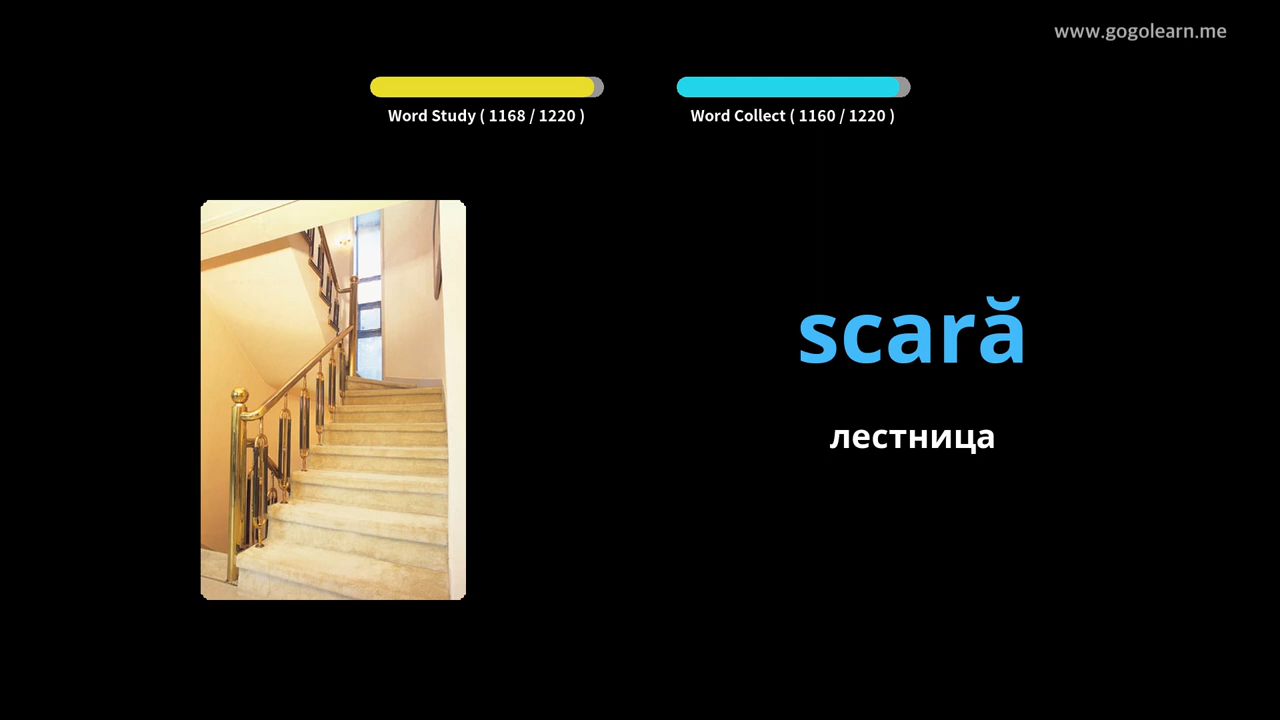 www.gogolearn.me
Word Study ( 1168 / 1220 )
Word Collect ( 1160 / 1220 )
scară
лестница